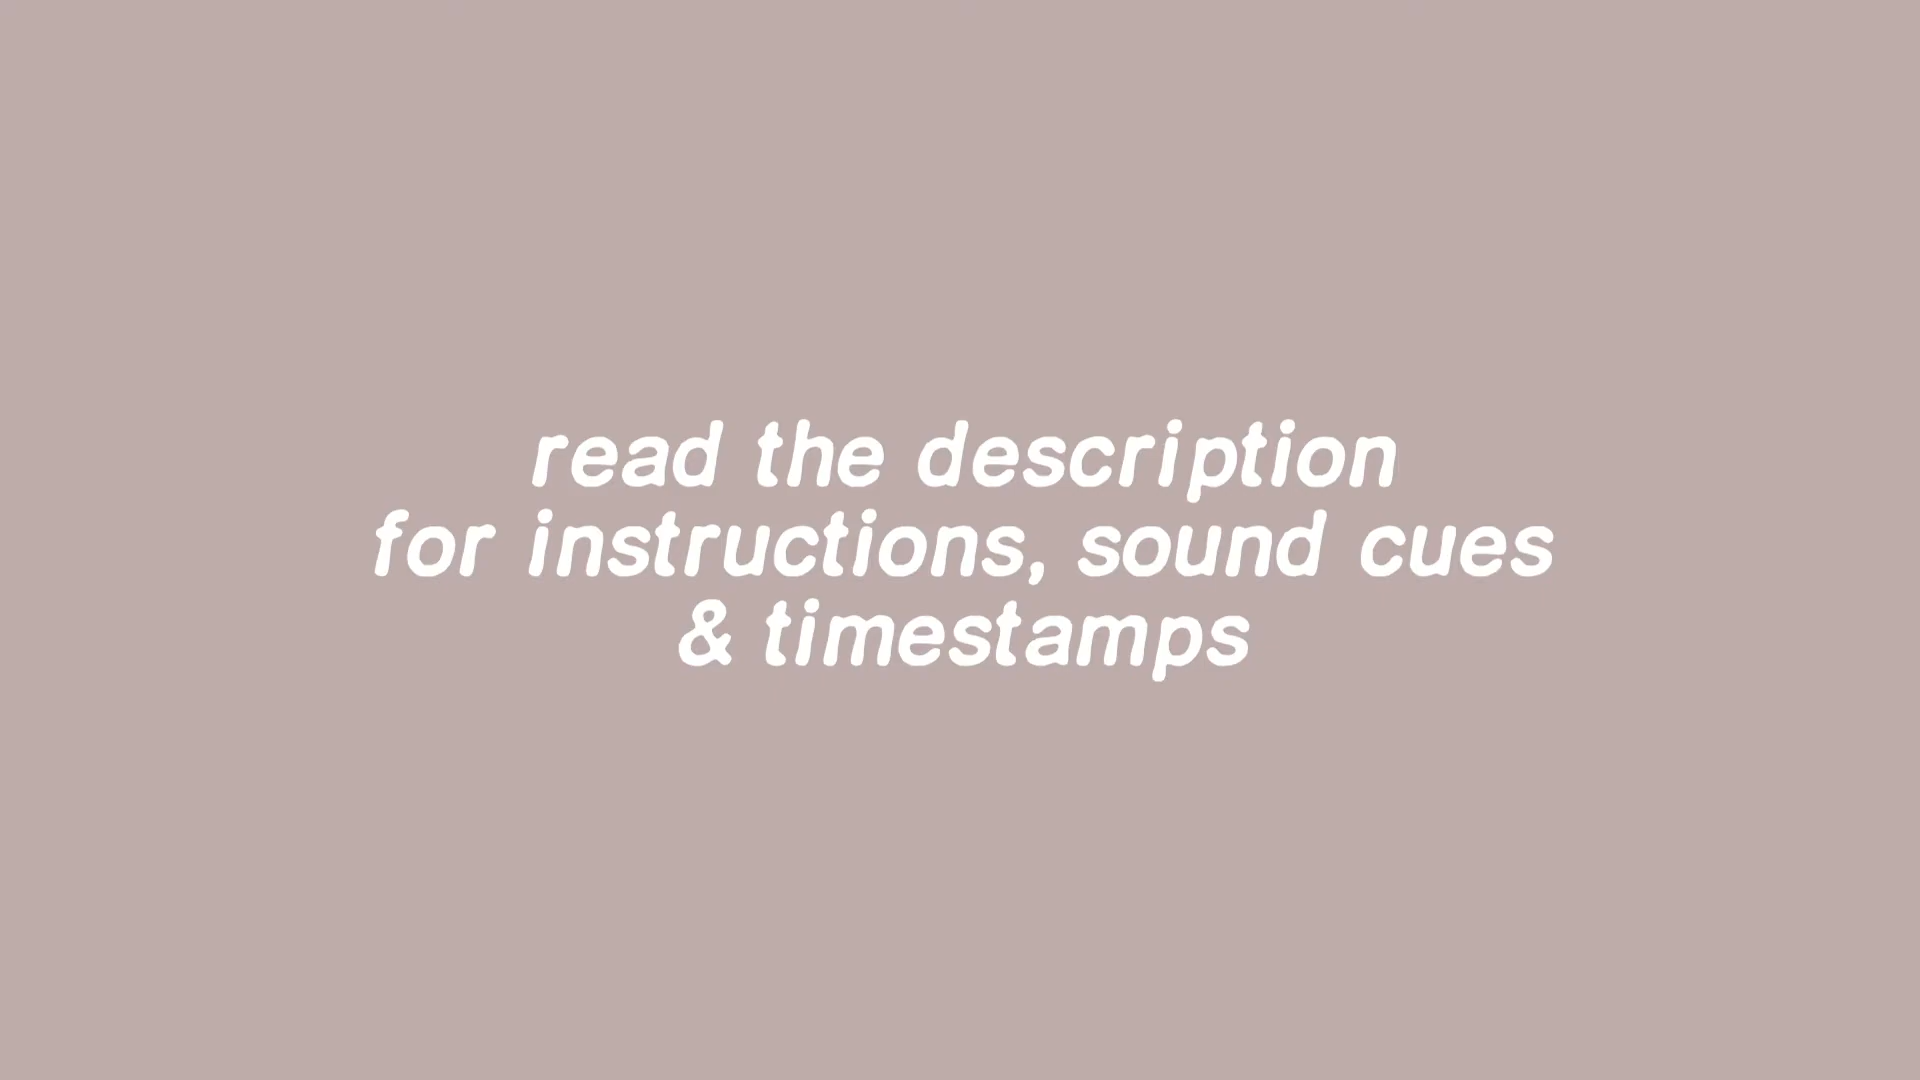 read the description
for instructions, sound cues
& timestamps